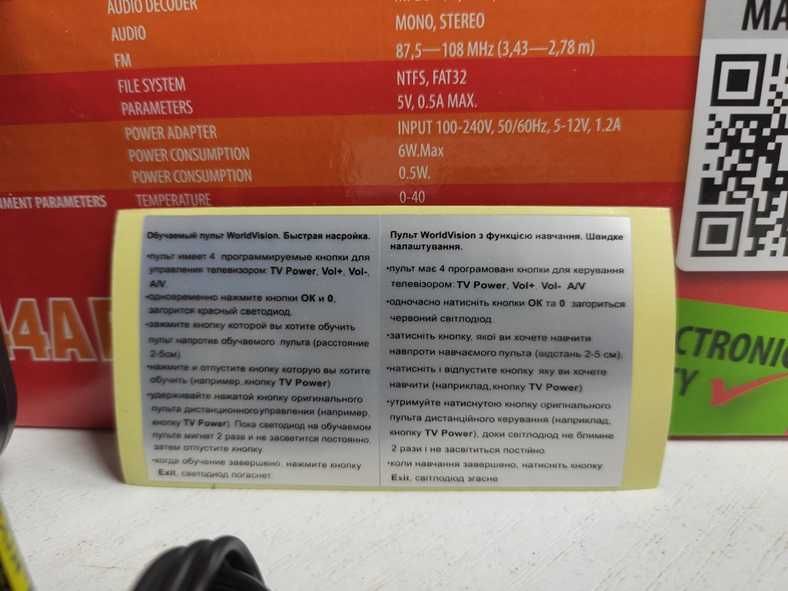 AUDIO DECODER
AUDIO
MONO, STEREO
FM
87,5—108 MHz (3,43—2,78 m)
FILE SYSTEM
NTFS, FAT32
PARAMETERS
5V, 0.5A MAX.
POWER ADAPTER
INPUT 100-240V, 50/60Hz, 5-12V, 1.2A
POWER CONSUMPTION
6W.Max
POWER CONSUMPTION
0.5W.
PARAMETERS
TEMPERATURE
0-40
MA
Обучаемый пульт WorldVision. Быстрая настройка.
•пульт имеет 4 программируемые кнопки для
управления телевизором: TV Power, Vol+, Vol-,
A/V
•одновременно нажмите кнопки OK и 0,
загорится красный светодиод.
•зажмите кнопку которой вы хотите обучить
пульт напротив обучаемого пульта (расстояние
2-5см)
•нажмите и отпустите кнопку которую вы хотите
обучить (например, кнопку TV Power)
•удерживайте нажатой кнопку оригинального
пульта дистанционного управления (например,
кнопку TV Power). Пока светодиод на обучаемом
пульте мигнат 2 раза и не засветится постоянно,
затем отпустите кнопку.
•когда обучение завершено, нажмите кнопку
Exit, светодиод погаснет.
Пульт WorldVision з функцією навчання. Швидке
налаштування.
•пульт має 4 програмовані кнопки для керування
телевізором: TV Power, Vol+ Vol- A/V
•одночасно натисніть кнопки OK та 0 загориться
червоний світлодіод
•затисніть кнопку, якої ви хочете навчити
навпроти навчаємого пульта (відстань 2-5 см).
•натисніть і відпустите кнопку яку ви хочете
навчити (наприклад, кнопку TV Power)
•утримуйте натиснутою кнопку оригінального
пульта дистанційного керування (наприклад,
кнопку TV Power), доки світлодіод не блимне
2 рази і не засвітиться постійно.
•коли навчання завершено, натисніть кнопку
Exit, світлодіод згасне